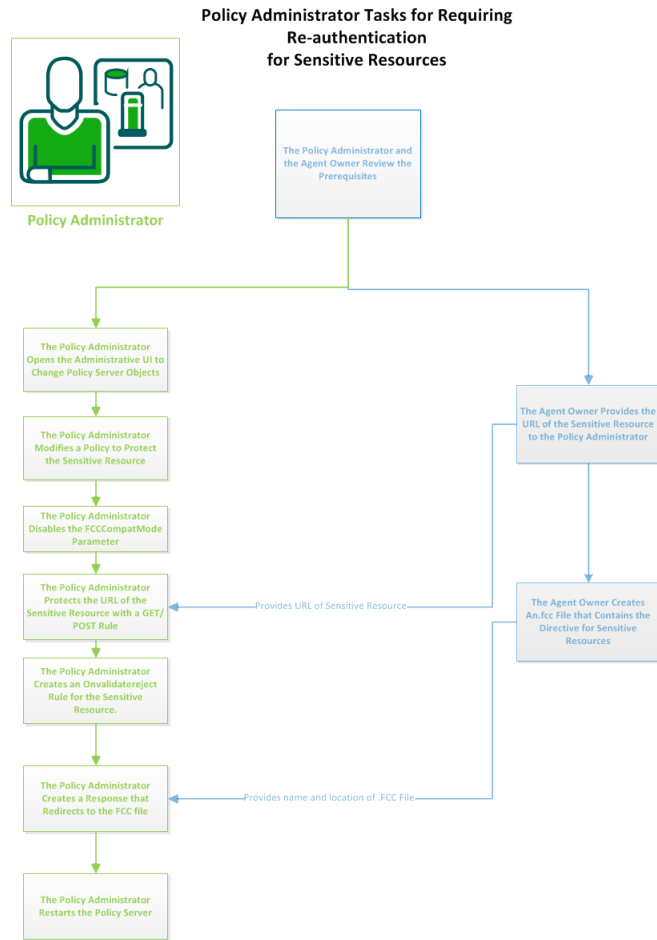 Policy Administrator Tasks for Requiring
Re-authentication
for Sensitive Resources
Policy Administrator
The Policy Administrator and
the Agent Owner Review the
Prerequisites
The Policy Administrator
Opens the Administrative UI to
Change Policy Server Objects
The Policy Administrator
Modifies a Policy to Protect
the Sensitive Resource
The Policy Administrator
Disables the FCCCompatMode
Parameter
The Policy Administrator
Protects the URL of the
Sensitive Resource with a GET/
POST Rule
The Policy Administrator
Creates an Onvalidatereject
Rule for the Sensitive
Resource.
The Policy Administrator
Creates a Response that
Redirects to the FCC file
The Policy Administrator
Restarts the Policy Server
The Agent Owner Provides the
URL of the Sensitive Resource
to the Policy Administrator
Provides URL of Sensitive Resource
The Agent Owner Creates
An.fcc File that Contains the
Directive for Sensitive
Resources
Provides name and location of .FCC File